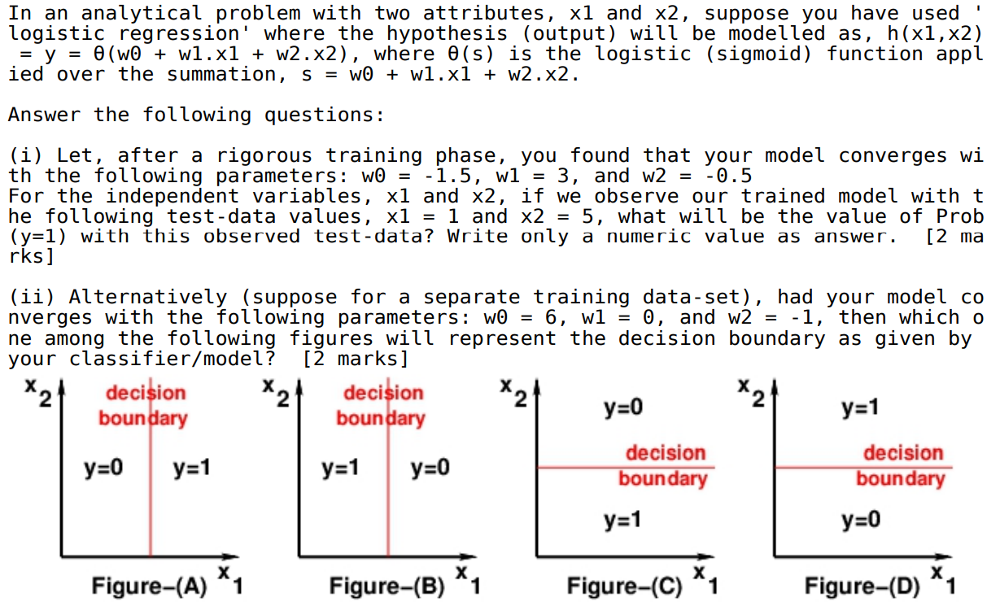 In an analytical problem with two attributes, x1 and x2, suppose you have used '
logistic regression' where the hypothesis (output) will be modelled as, h(x1,x2)
= y = θ(w0 + w1.x1 + w2.x2), where θ(s) is the logistic (sigmoid) function appl
ied over the summation, s = w0 + w1.x1 + w2.x2.
Answer the following questions:
(i) Let, after a rigorous training phase, you found that your model converges wi
th the following parameters: w0 = -1.5, w1 = 3, and w2 = -0.5
For the independent variables, x1 and x2, if we observe our trained model with t
he following test-data values, x1 = 1 and x2 = 5, what will be the value of Prob
(y=1) with this observed test-data? Write only a numeric value as answer.  [2 ma
rks]
(ii) Alternatively (suppose for a separate training data-set), had your model co
nverges with the following parameters: w0 = 6, w1 = 0, and w2 = -1, then which o
ne among the following figures will represent the decision boundary as given by
your classifier/model?  [2 marks]
x2
decision
boundary
y=0 y=1
x1
Figure-(A)
x2
decision
boundary
y=1 y=0
x1
Figure-(B)
x2
y=0
decision
boundary
y=1
x1
Figure-(C)
x2
y=1
decision
boundary
y=0
x1
Figure-(D)